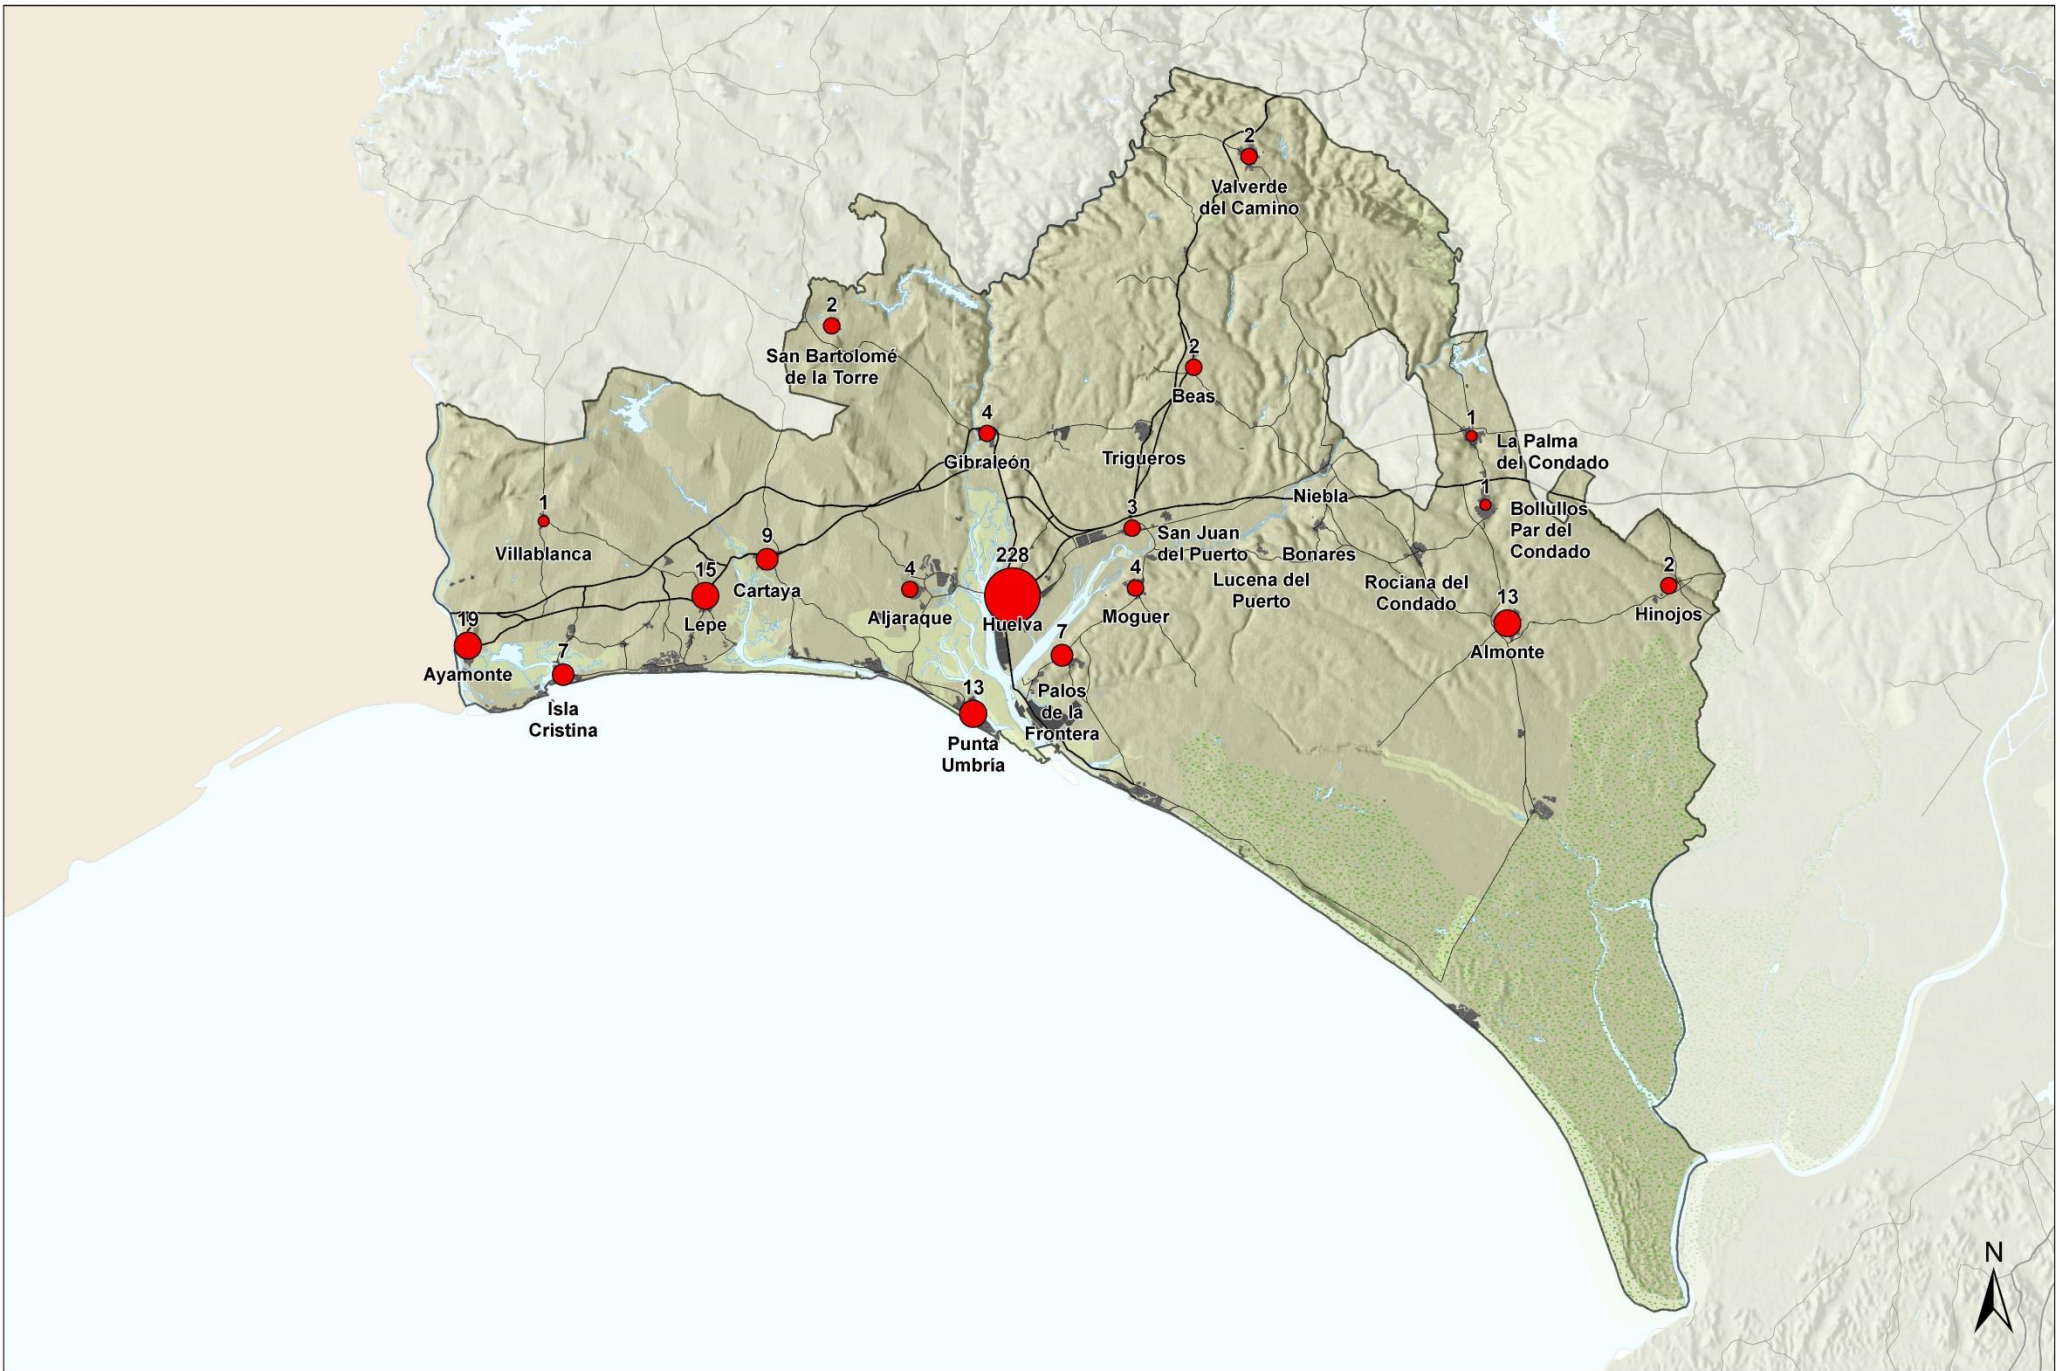 2
Valverde
del Camino
2
San Bartolomé
de la Torre
2
Beas
4
Gibraleón
Trigueros
1
La Palma
del Condado
Niebla
1
Bollullos
Par del
Condado
1
Villablanca
3
San Juan
del Puerto
Bonares
9
Cartaya
228
Huelva
15
Lepe
4
Aljaraque
4
Moguer
Lucena del
Puerto
Rociana del
Condado
2
Hinojos
13
Almonte
19
Ayamonte
7
Isla
Cristina
7
Palos
de la
Frontera
13
Punta
Umbría
N